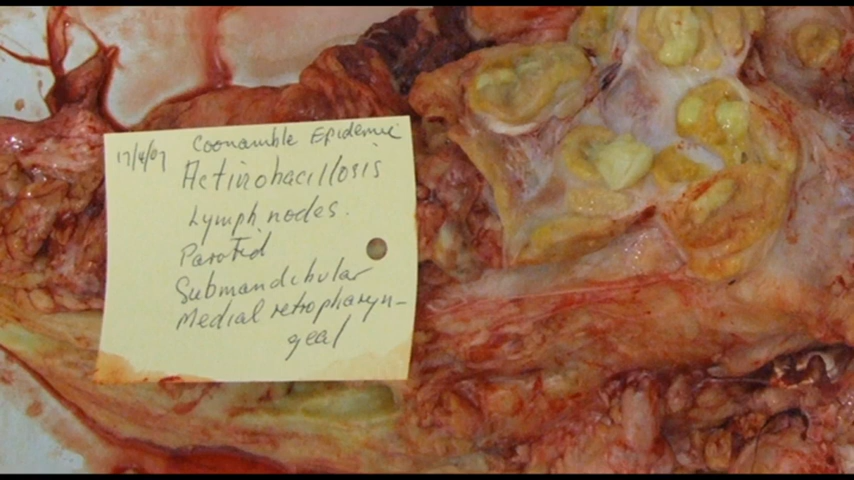 17/4/07 Coonamble Epidemic
Actinobacillosis
Lymph nodes.
Parotid
Submandibular
Medial retropharyn-
geal